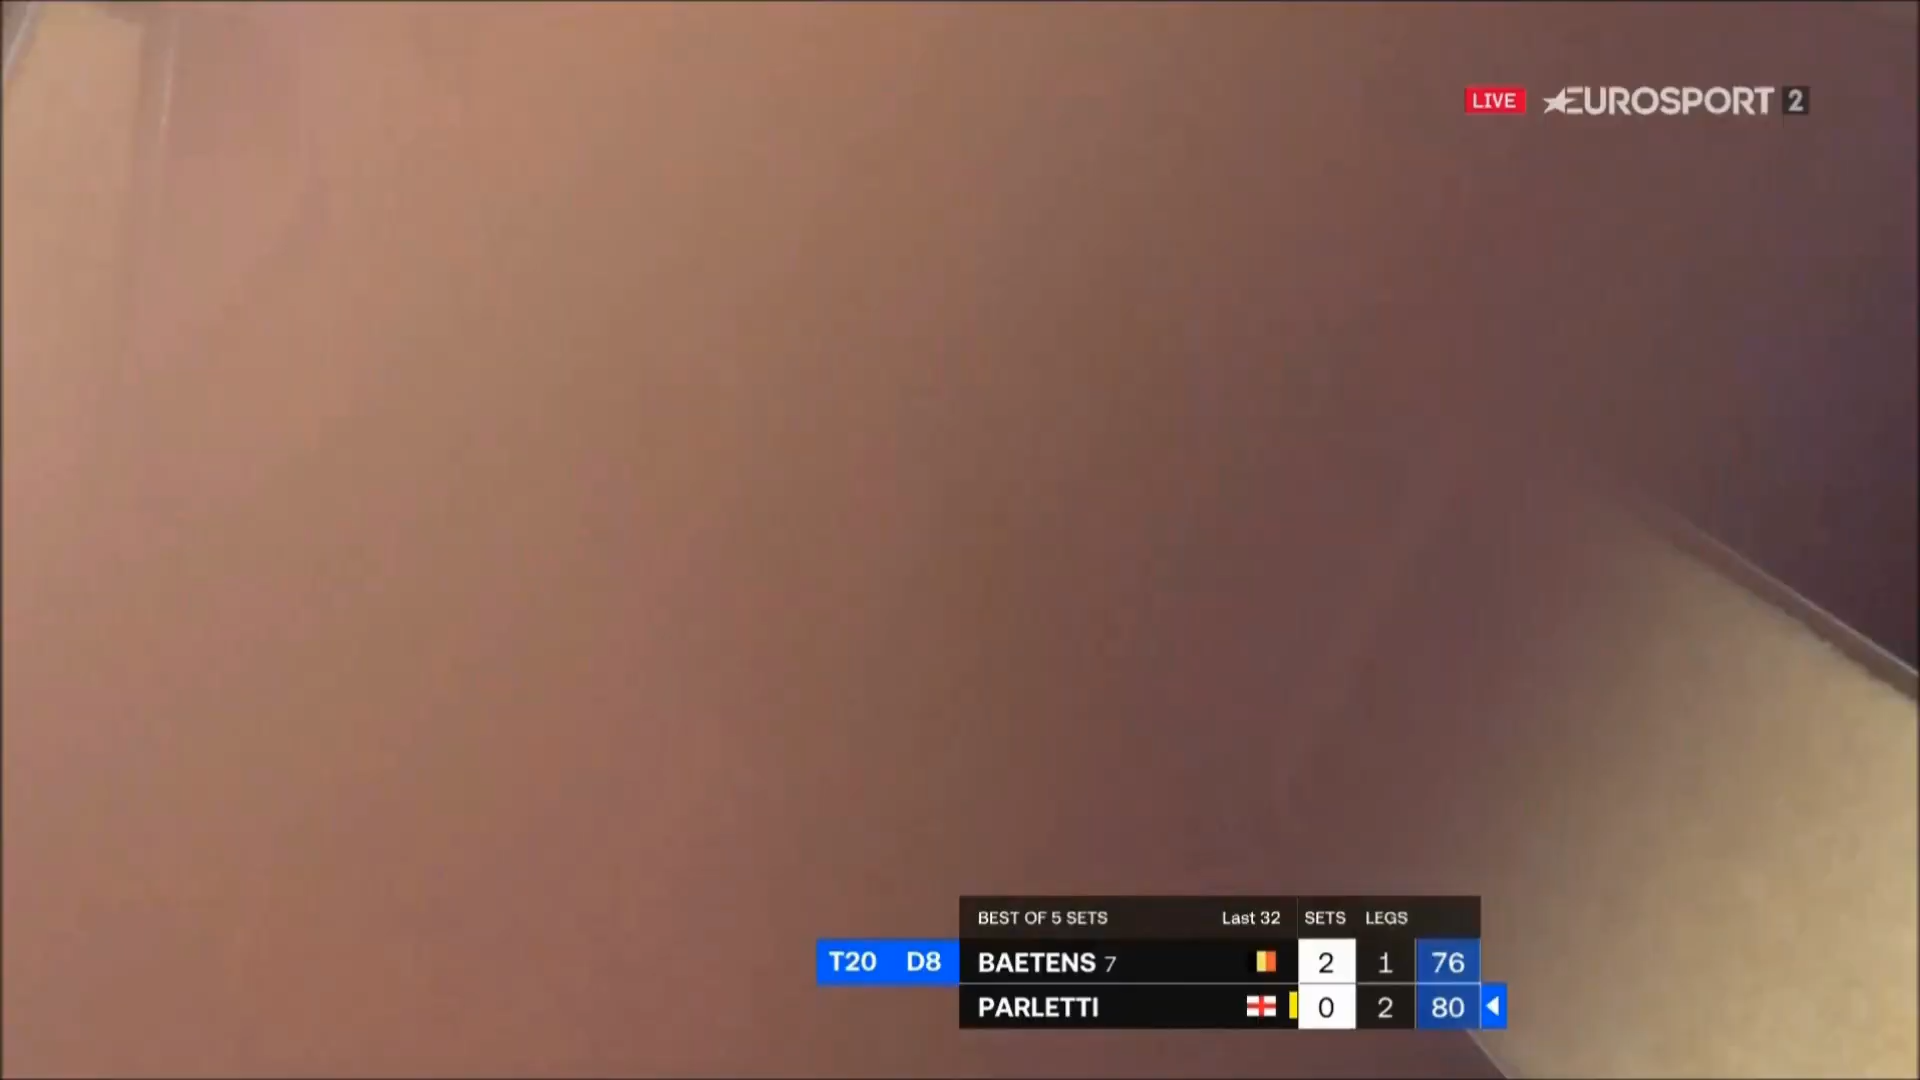 LIVE EUROSPORT 2
BEST OF 5 SETS Last 32 SETS LEGS
T20 D8 BAETENS 7 2 1 76
PARLETTI 0 2 80